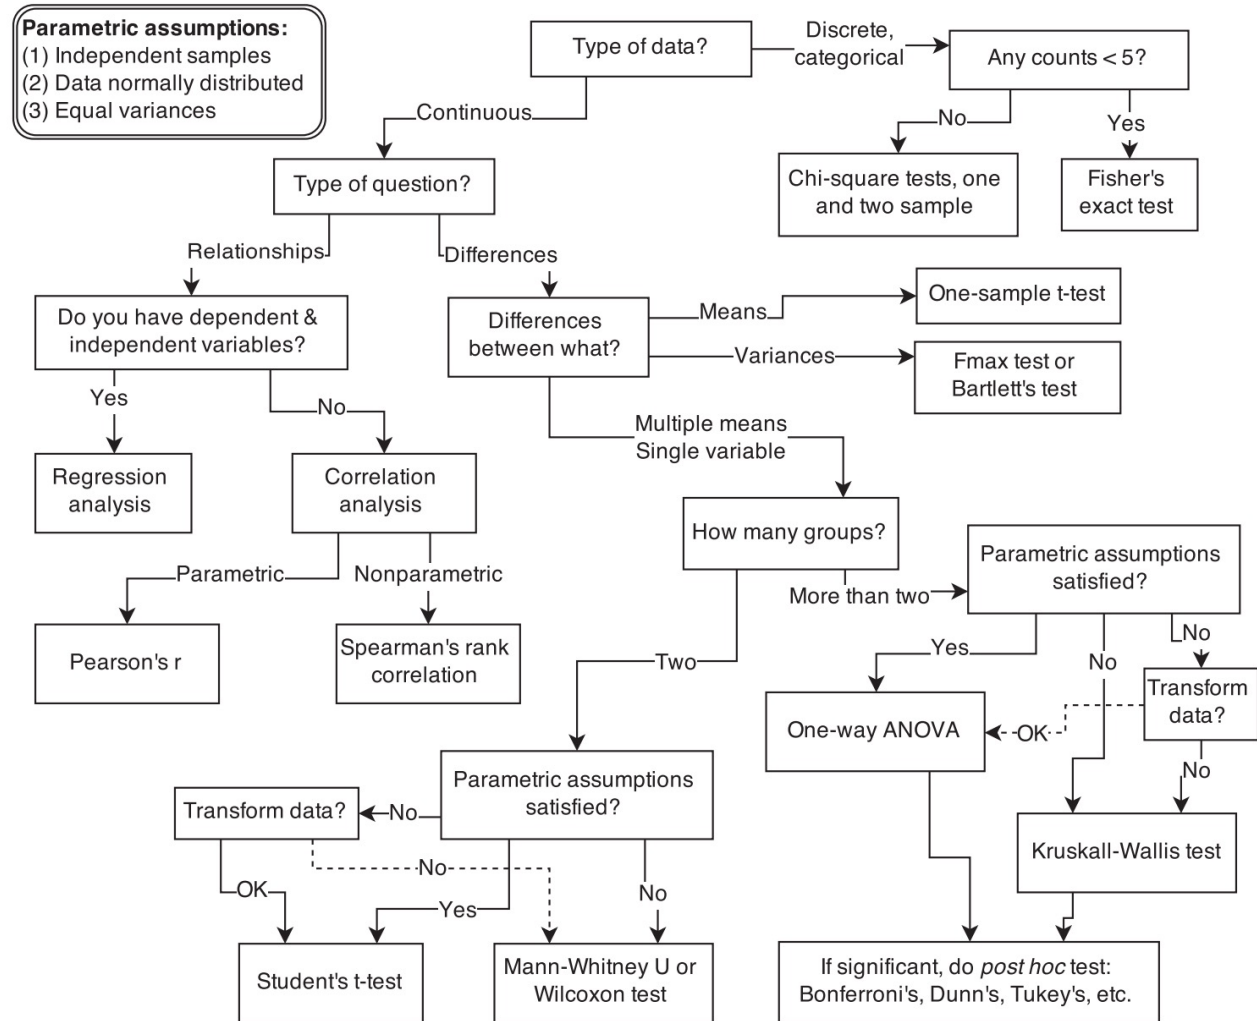 Parametric assumptions:
(1) Independent samples
(2) Data normally distributed
(3) Equal variances
Type of data?
Discrete,
categorical
Any counts < 5?
Continuous
No
Yes
Type of question?
Chi-square tests, one
and two sample
Fisher's
exact test
Relationships
Differences
Do you have dependent &
independent variables?
Differences
between what?
Means
One-sample t-test
Variances
Fmax test or
Bartlett's test
Yes
No
Multiple means
Single variable
Regression
analysis
Correlation
analysis
How many groups?
Parametric assumptions
satisfied?
Parametric
Nonparametric
More than two
Pearson's r
Spearman's rank
correlation
Two
Yes
No
No
Transform
data?
One-way ANOVA
OK
No
Parametric assumptions
satisfied?
Transform data?
No
Kruskall-Wallis test
OK
No
Yes
No
Student's t-test
Mann-Whitney U or
Wilcoxon test
If significant, do post hoc test:
Bonferroni's, Dunn's, Tukey's, etc.